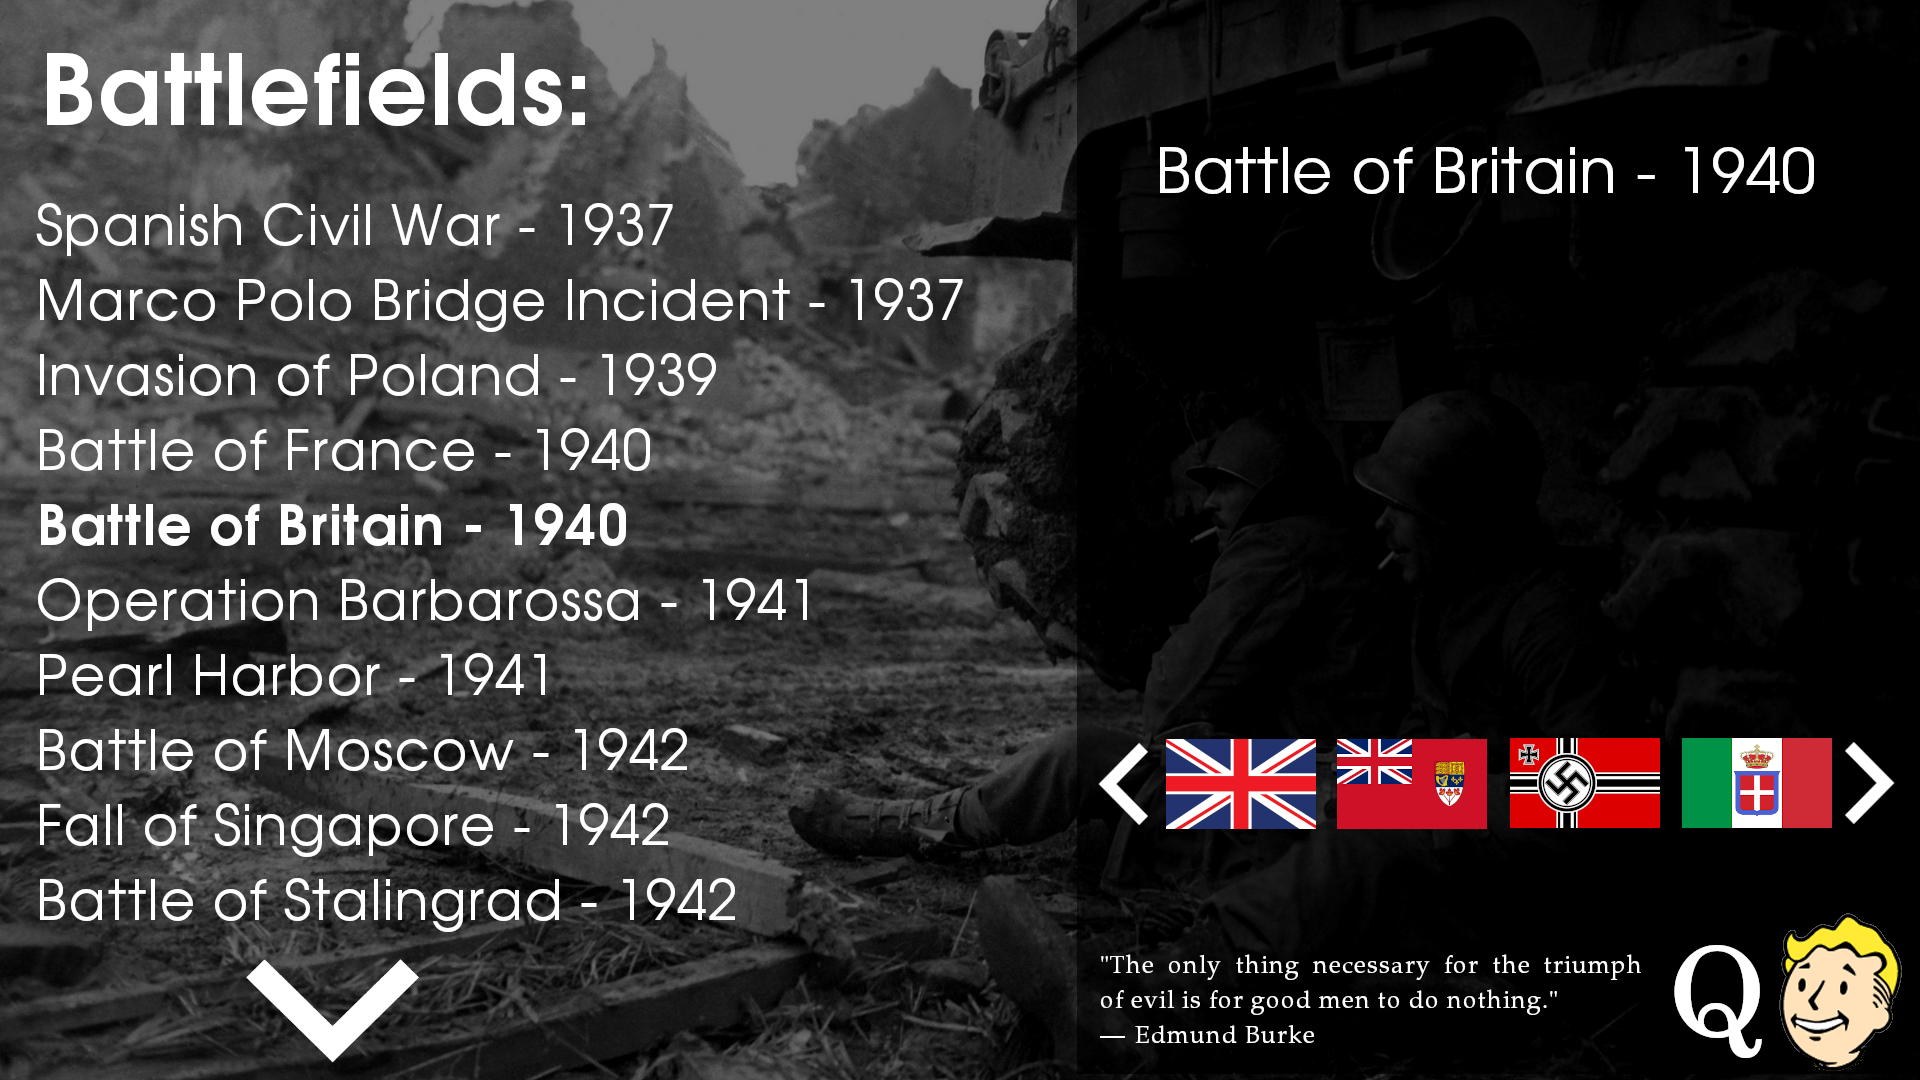 Battlefields:
Spanish Civil War - 1937
Marco Polo Bridge Incident - 1937
Invasion of Poland - 1939
Battle of France - 1940
Battle of Britain - 1940
Operation Barbarossa - 1941
Pearl Harbor - 1941
Battle of Moscow - 1942
Fall of Singapore - 1942
Battle of Stalingrad - 1942
Battle of Britain - 1940
"The only thing necessary for the triumph
of evil is for good men to do nothing."
— Edmund Burke
Q